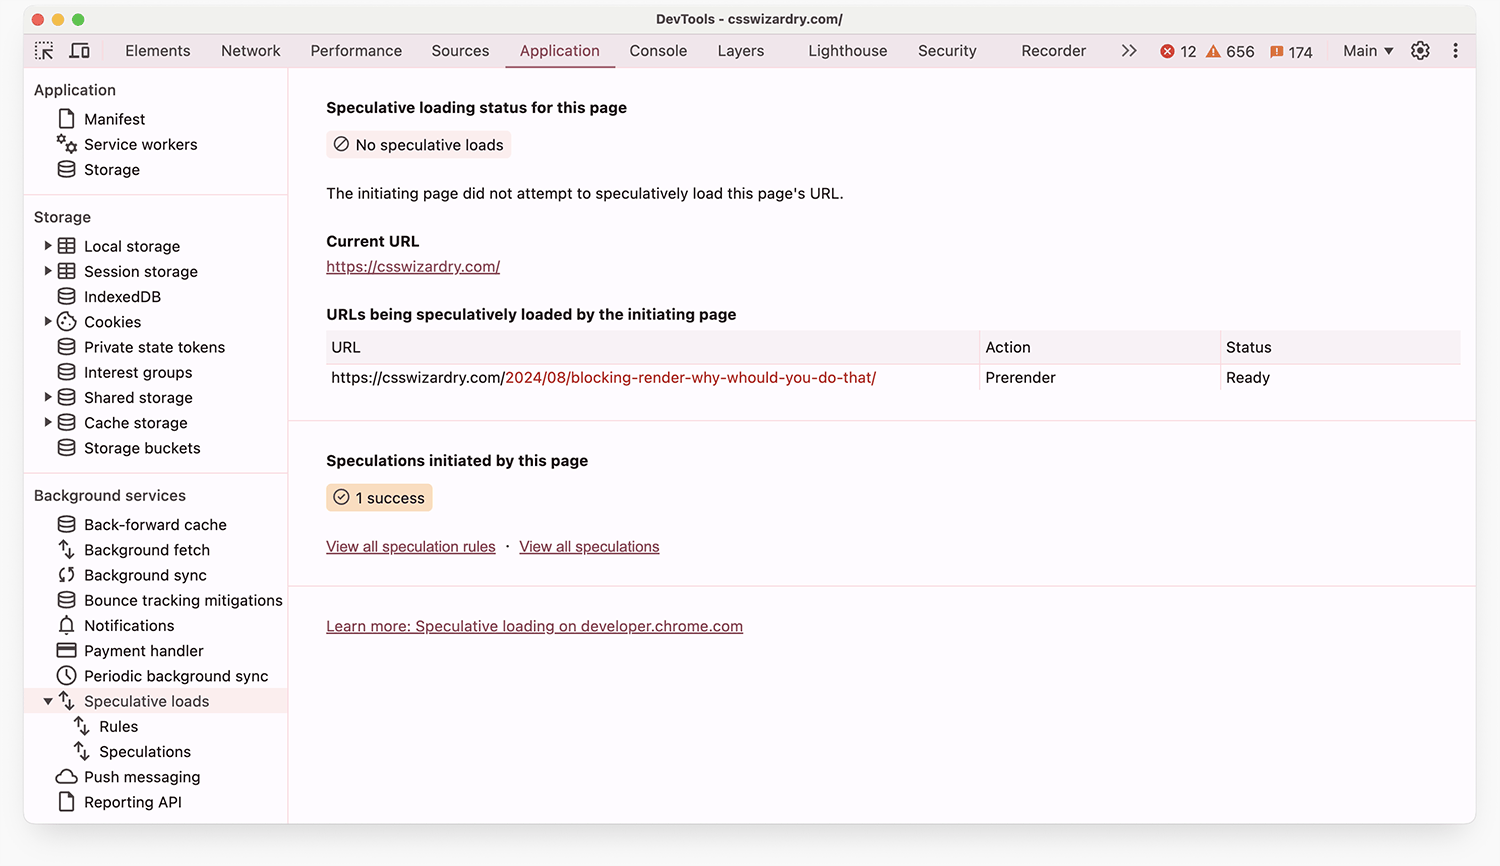 DevTools - csswizardry.com/
Elements Network Performance Sources Application Console Layers Lighthouse Security Recorder 12 656 174 Main
Application
Manifest
Service workers
Storage
Storage
Local storage
Session storage
IndexedDB
Cookies
Private state tokens
Interest groups
Shared storage
Cache storage
Storage buckets
Background services
Back-forward cache
Background fetch
Background sync
Bounce tracking mitigations
Notifications
Payment handler
Periodic background sync
Speculative loads
Rules
Speculations
Push messaging
Reporting API
Speculative loading status for this page
No speculative loads
The initiating page did not attempt to speculatively load this page's URL.
Current URL
https://csswizardry.com/
URLs being speculatively loaded by the initiating page
URL Action Status
https://csswizardry.com/2024/08/blocking-render-why-whould-you-do-that/ Prerender Ready
Speculations initiated by this page
1 success
View all speculation rules · View all speculations
Learn more: Speculative loading on developer.chrome.com